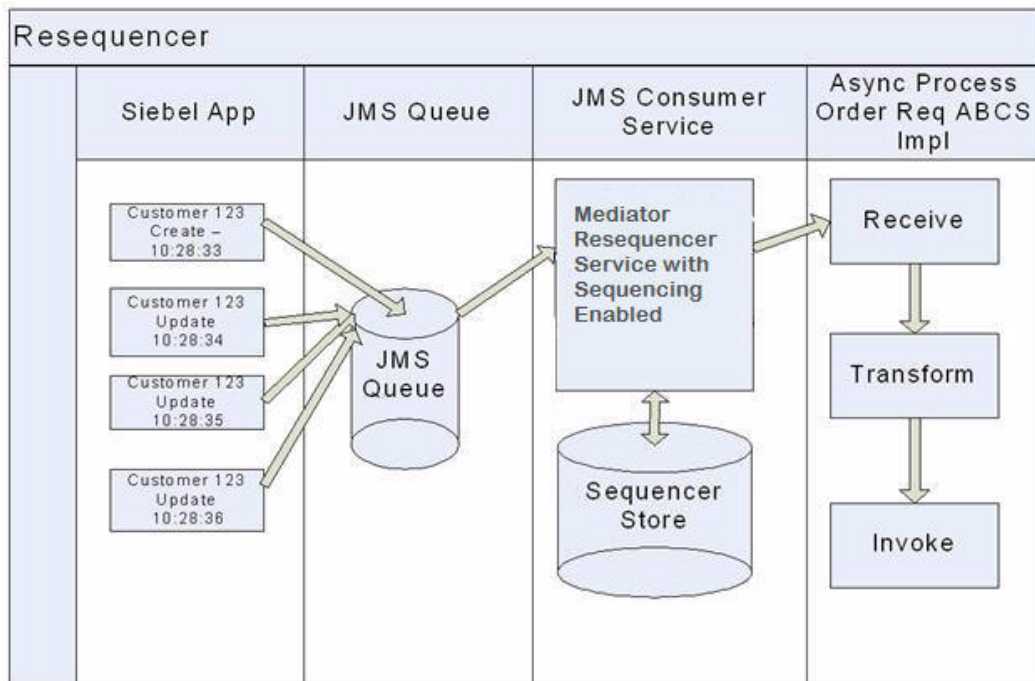 Resequencer
Siebel App
JMS Queue
JMS Consumer
Service
Async Process
Order Req ABCS
Impl
Customer 123
Create –
10:28:33
Customer 123
Update
10:28:34
Customer 123
Update
10:28:35
Customer 123
Update
10:28:36
JMS
Queue
Mediator
Resequencer
Service with
Sequencing
Enabled
Sequencer
Store
Receive
Transform
Invoke